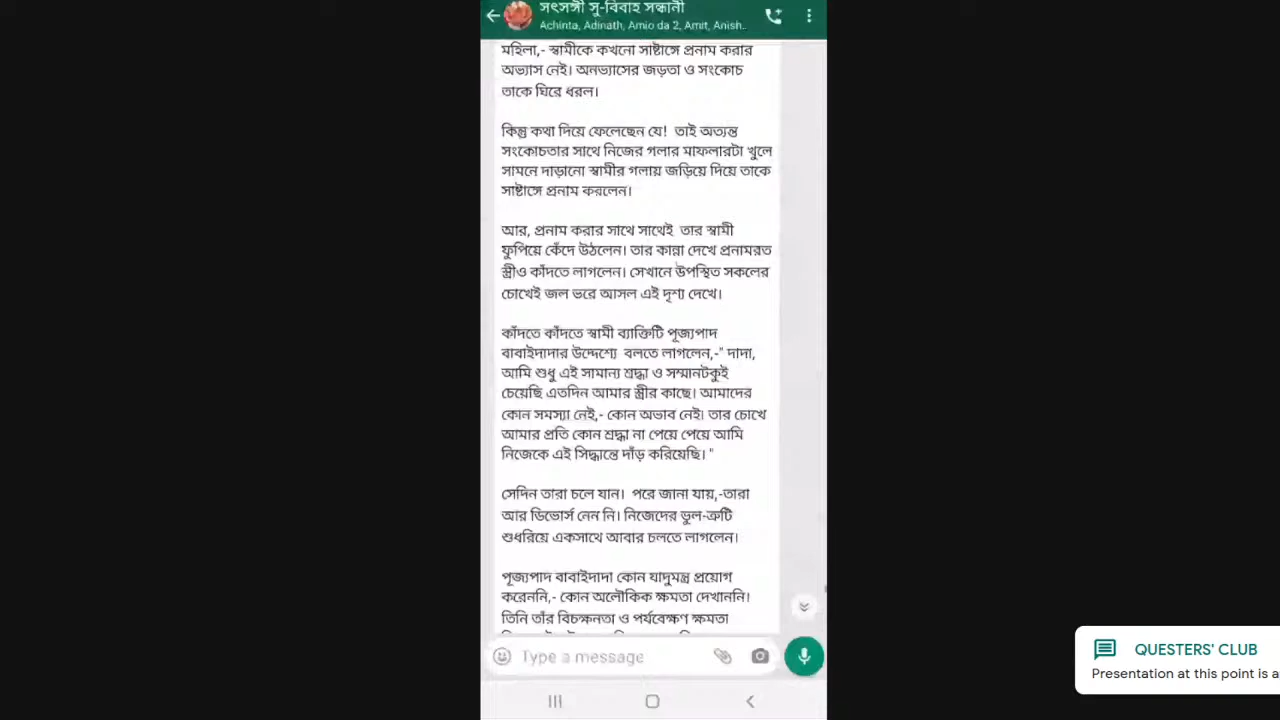 সৎসঙ্গী সু-বিবাহ সন্ধানী
Achinta, Adinath, Amio da 2, Amit, Anish..
মহিলা,- স্বামীকে কখনো সাষ্টাঙ্গে প্রনাম করার
অভ্যাস নেই। অনভ্যাসের জড়তা ও সংকোচ
তাকে ঘিরে ধরল।
কিন্তু কথা দিয়ে ফেলেছেন যে! তাই অত্যন্ত
সংকোচতার সাথে নিজের গলার মাফলারটা খুলে
সামনে দাড়ানো স্বামীর গলায় জড়িয়ে দিয়ে তাকে
সাষ্টাঙ্গে প্রনাম করলেন।
আর, প্রনাম করার সাথে সাথেই তার স্বামী
ফুপিয়ে কেঁদে উঠলেন। তার কান্না দেখে প্রনামরত
স্ত্রীও কাঁদতে লাগলেন। সেখানে উপস্থিত সকলের
চোখেই জল ভরে আসল এই দৃশ্য দেখে।
কাঁদতে কাঁদতে স্বামী ব্যাক্তিটি পূজ্যপাদ
বাবাইদাদার উদ্দেশ্যে বলতে লাগলেন,-" দাদা,
আমি শুধু এই সামান্য শ্রদ্ধা ও সম্মানটকুই
চেয়েছি এতদিন আমার স্ত্রীর কাছে। আমাদের
কোন সমস্যা নেই,- কোন অভাব নেই। তার চোখে
আমার প্রতি কোন শ্রদ্ধা না পেয়ে পেয়ে আমি
নিজেকে এই সিদ্ধান্তে দাঁড় করিয়েছি। "
সেদিন তারা চলে যান। পরে জানা যায়,-তারা
আর ডিভোর্স নেন নি। নিজেদের ভুল-ত্রুটি
শুধরিয়ে একসাথে আবার চলতে লাগলেন।
পূজ্যপাদ বাবাইদাদা কোন যাদুমন্ত্র প্রয়োগ
করেননি,- কোন অলৌকিক ক্ষমতা দেখাননি।
তিনি তাঁর বিচক্ষনতা ও পর্যবেক্ষণ ক্ষমতা
Type a message
QUESTERS' CLUB
Presentation at this point is a